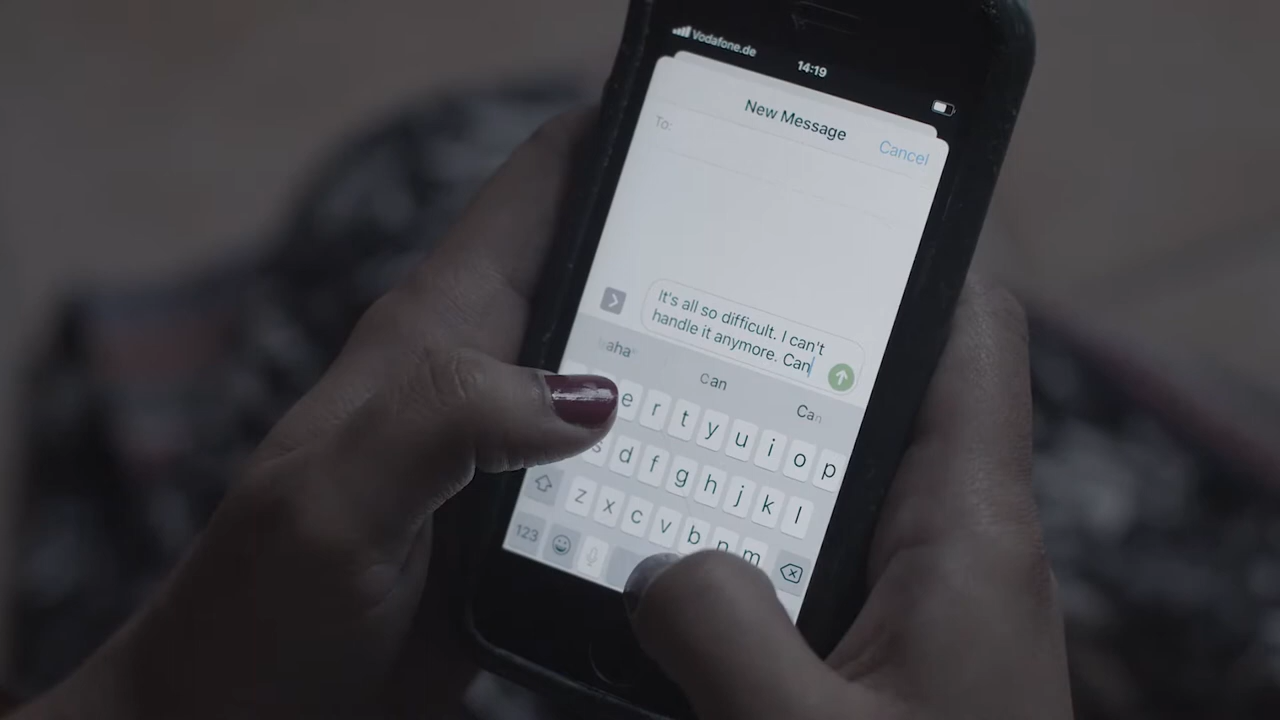 Vodafone.de
14:19
New Message
To:
Cancel
It's all so difficult. I can't
handle it anymore. Can
Can
Can
e r t y u i o p
d f g h j k l
z x c v b n m
123